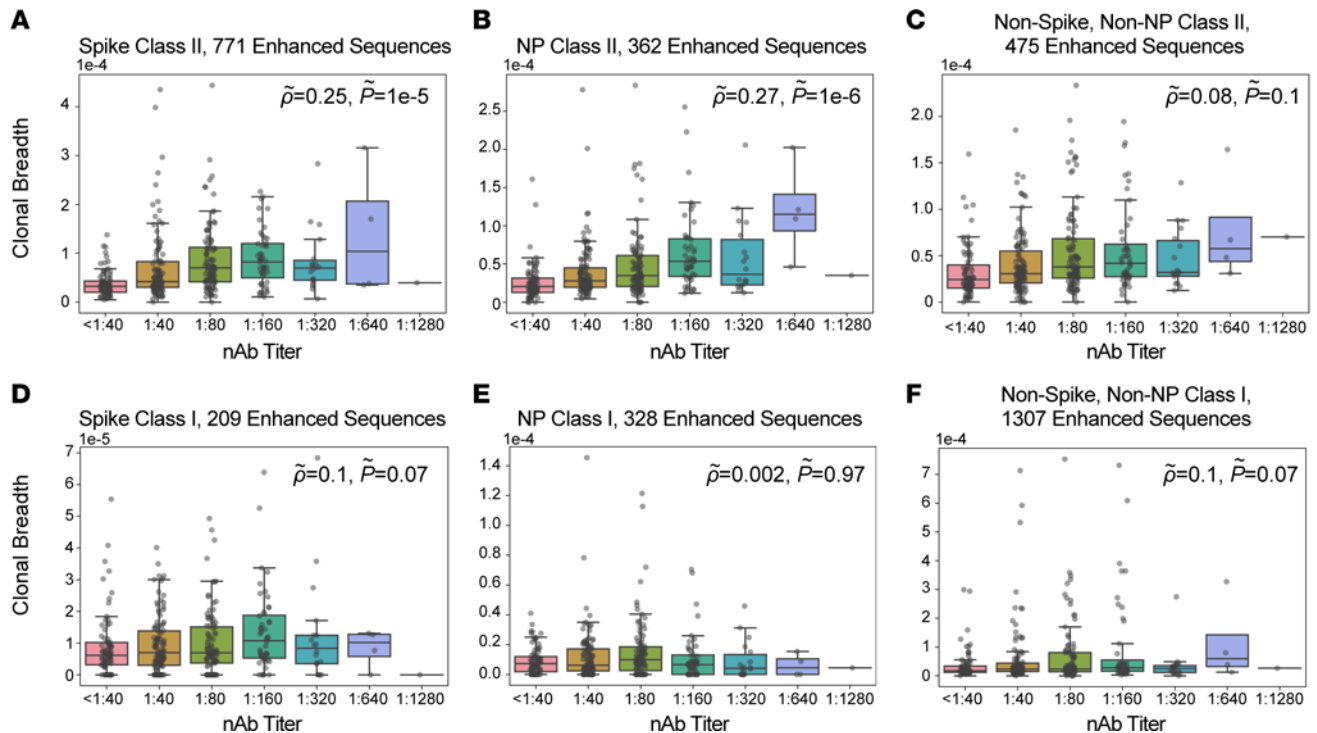 A
Spike Class II, 771 Enhanced Sequences
1e-4
ρ̃=0.25, P̃=1e-5
Clonal Breadth
4
3
2
1
0
<1:40 1:40 1:80 1:160 1:320 1:640 1:1280
nAb Titer
B
NP Class II, 362 Enhanced Sequences
1e-4
ρ̃=0.27, P̃=1e-6
2.5
2.0
1.5
1.0
0.5
0
<1:40 1:40 1:80 1:160 1:320 1:640 1:1280
nAb Titer
C
Non-Spike, Non-NP Class II,
475 Enhanced Sequences
1e-4
ρ̃=0.08, P̃=0.1
2.0
1.5
1.0
0.5
0
<1:40 1:40 1:80 1:160 1:320 1:640 1:1280
nAb Titer
D
Spike Class I, 209 Enhanced Sequences
1e-5
ρ̃=0.1, P̃=0.07
Clonal Breadth
7
6
5
4
3
2
1
0
<1:40 1:40 1:80 1:160 1:320 1:640 1:1280
nAb Titer
E
NP Class I, 328 Enhanced Sequences
1e-4
ρ̃=0.002, P̃=0.97
1.4
1.2
1.0
0.8
0.6
0.4
0.2
0.0
<1:40 1:40 1:80 1:160 1:320 1:640 1:1280
nAb Titer
F
Non-Spike, Non-NP Class I,
1307 Enhanced Sequences
1e-4
ρ̃=0.1, P̃=0.07
7
6
5
4
3
2
1
0
<1:40 1:40 1:80 1:160 1:320 1:640 1:1280
nAb Titer